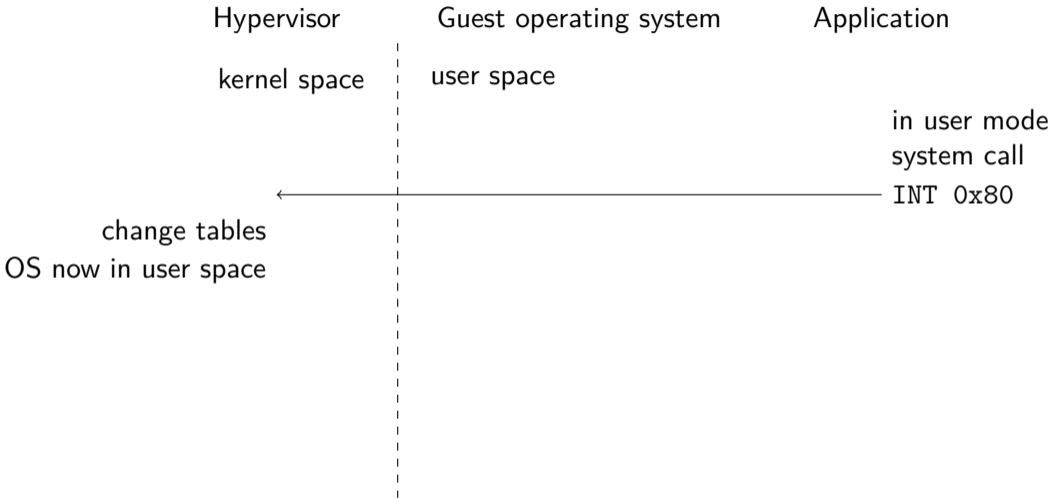 Hypervisor Guest operating system Application
kernel space user space
in user mode
system call
INT 0x80
change tables
OS now in user space